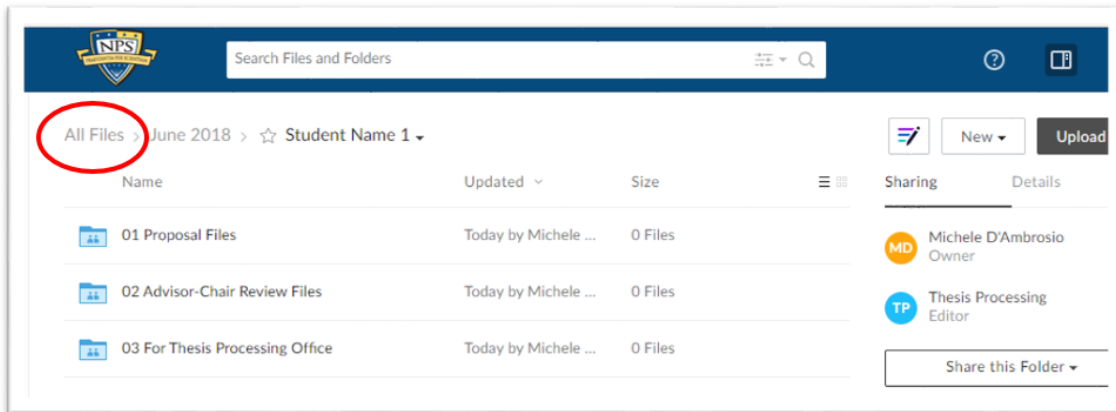 NPS
Search Files and Folders
All Files > June 2018 > Student Name 1
New
Upload
Name Updated Size
Sharing Details
01 Proposal Files Today by Michele ... 0 Files
02 Advisor-Chair Review Files Today by Michele ... 0 Files
03 For Thesis Processing Office Today by Michele ... 0 Files
MD Michele D'Ambrosio
Owner
TP Thesis Processing
Editor
Share this Folder